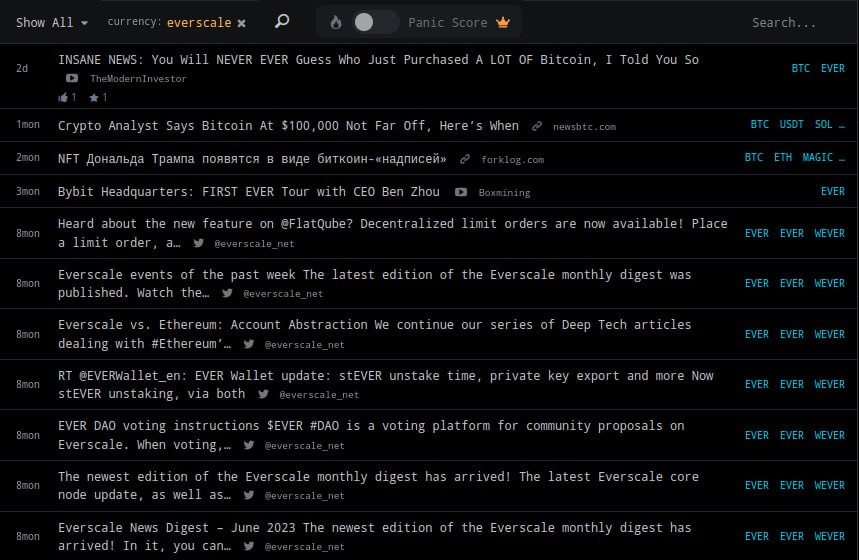 Show All currency: everscale × Panic Score Search...
2d INSANE NEWS: You Will NEVER EVER Guess Who Just Purchased A LOT OF Bitcoin, I Told You So BTC EVER
TheModernInvestor
1 1
1mon Crypto Analyst Says Bitcoin At $100,000 Not Far Off, Here’s When newsbtc.com BTC USDT SOL …
2mon NFT Дональда Трампа появятся в виде биткоин-«надписей» forklog.com BTC ETH MAGIC …
3mon Bybit Headquarters: FIRST EVER Tour with CEO Ben Zhou Boxmining EVER
Heard about the new feature on @FlatQube? Decentralized limit orders are now available! Place
8mon a limit order, a… @everscale_net EVER EVER WEVER
Everscale events of the past week The latest edition of the Everscale monthly digest was
8mon published. Watch the… @everscale_net EVER EVER WEVER
Everscale vs. Ethereum: Account Abstraction We continue our series of Deep Tech articles
8mon dealing with #Ethereum’… @everscale_net EVER EVER WEVER
RT @EVERWallet_en: EVER Wallet update: stEVER unstake time, private key export and more Now
8mon stEVER unstaking, via both @everscale_net EVER EVER WEVER
EVER DAO voting instructions $EVER #DAO is a voting platform for community proposals on
8mon Everscale. When voting,… @everscale_net EVER EVER WEVER
The newest edition of the Everscale monthly digest has arrived! The latest Everscale core
8mon node update, as well as… @everscale_net EVER EVER WEVER
Everscale News Digest – June 2023 The newest edition of the Everscale monthly digest has
8mon arrived! In it, you can… @everscale_net EVER EVER WEVER